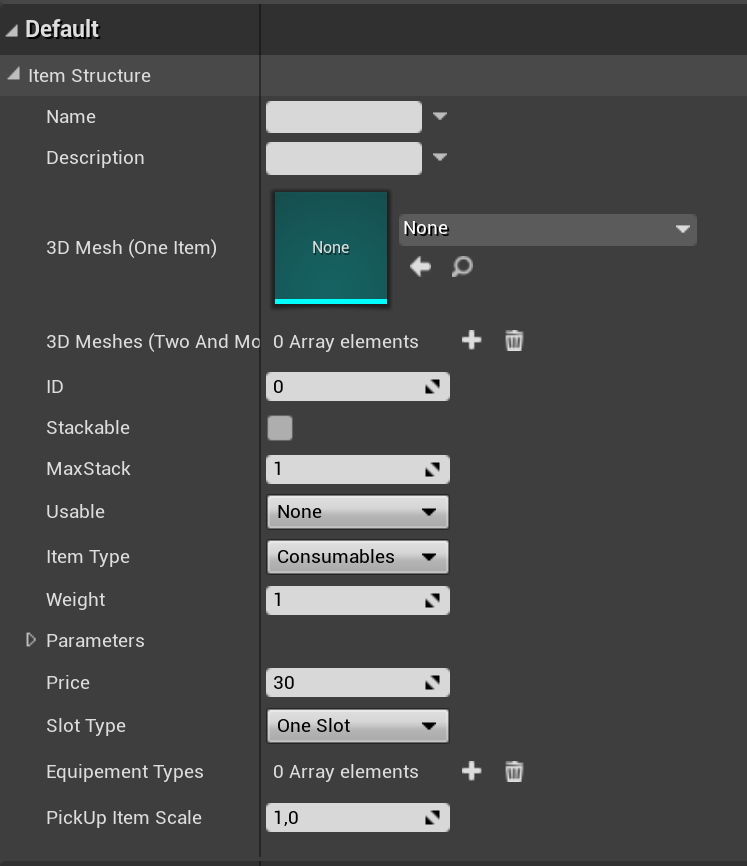 Default
Item Structure
Name
Description
3D Mesh (One Item) None None
3D Meshes (Two And Mo 0 Array elements
ID 0
Stackable
MaxStack 1
Usable None
Item Type Consumables
Weight 1
Parameters
Price 30
Slot Type One Slot
Equipement Types 0 Array elements
PickUp Item Scale 1,0